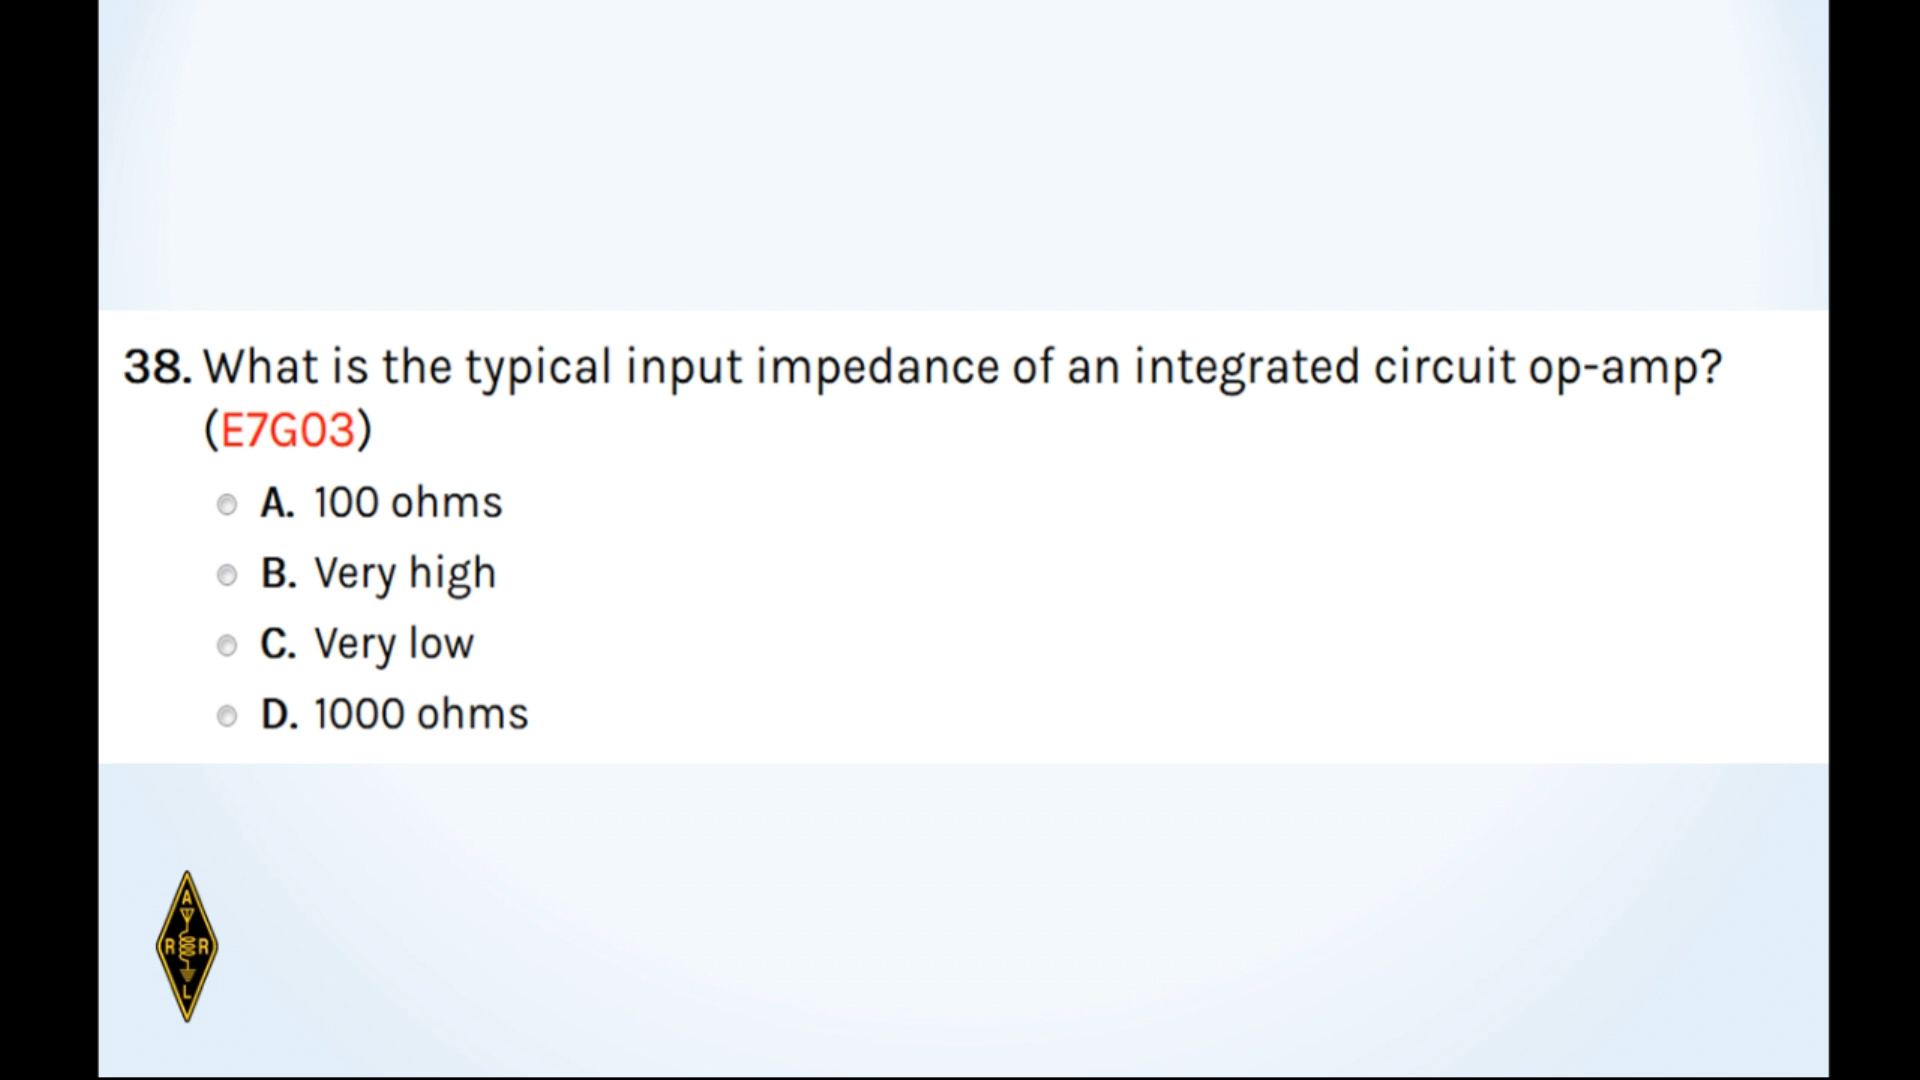 38. What is the typical input impedance of an integrated circuit op-amp?
(E7G03)
A. 100 ohms
B. Very high
C. Very low
D. 1000 ohms
A
R R
L